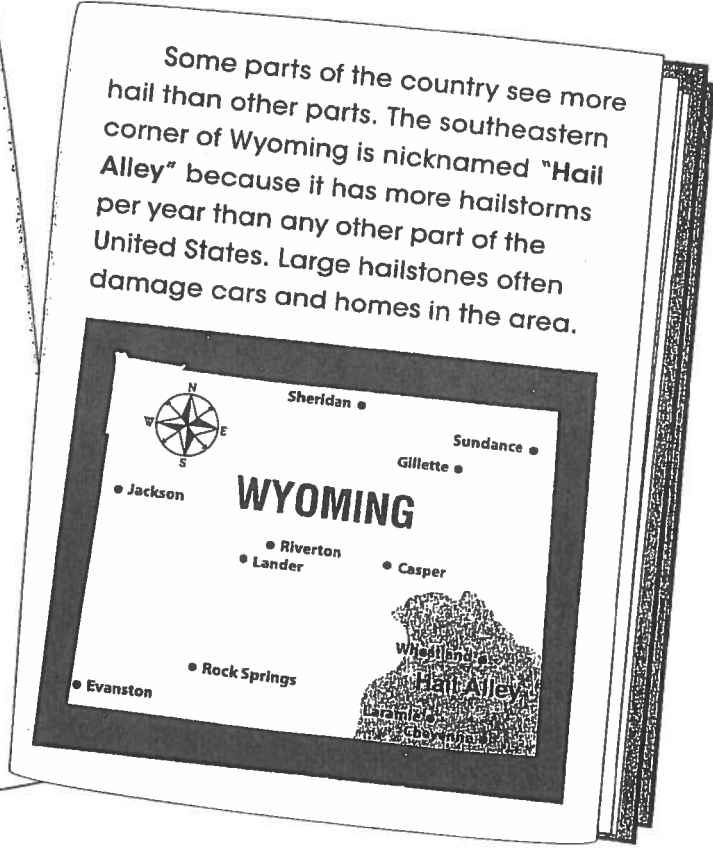 Some parts of the country see more
hail than other parts. The southeastern
corner of Wyoming is nicknamed "Hail
Alley" because it has more hailstorms
per year than any other part of the
United States. Large hailstones often
damage cars and homes in the area.
N
W E
S
Sheridan
Sundance
Gillette
Jackson
WYOMING
Riverton
Lander
Casper
Wheatland
Rock Springs
Hail Alley
Evanston
Laramie
Cheyenne